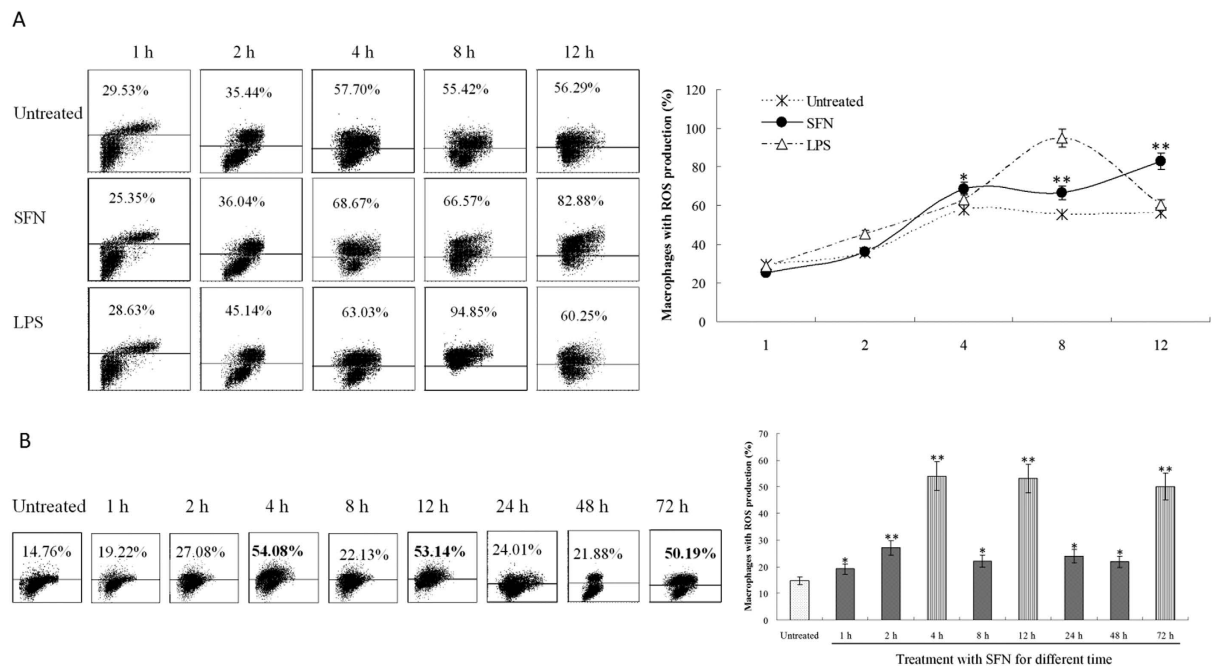 A
1 h 2 h 4 h 8 h 12 h
Untreated 29.53% 35.44% 57.70% 55.42% 56.29%
SFN 25.35% 36.04% 68.67% 66.57% 82.88%
LPS 28.63% 45.14% 63.03% 94.85% 60.25%
Macrophages with ROS production (%)
120
100
80
60
40
20
0
Untreated
SFN
LPS
* ** **
1 2 4 8 12
B
Untreated 1 h 2 h 4 h 8 h 12 h 24 h 48 h 72 h
14.76% 19.22% 27.08% 54.08% 22.13% 53.14% 24.01% 21.88% 50.19%
Macrophages with ROS production (%)
70
60
50
40
30
20
10
0
* ** ** * ** * * **
Untreated 1 h 2 h 4 h 8 h 12 h 24 h 48 h 72 h
Treatment with SFN for different time